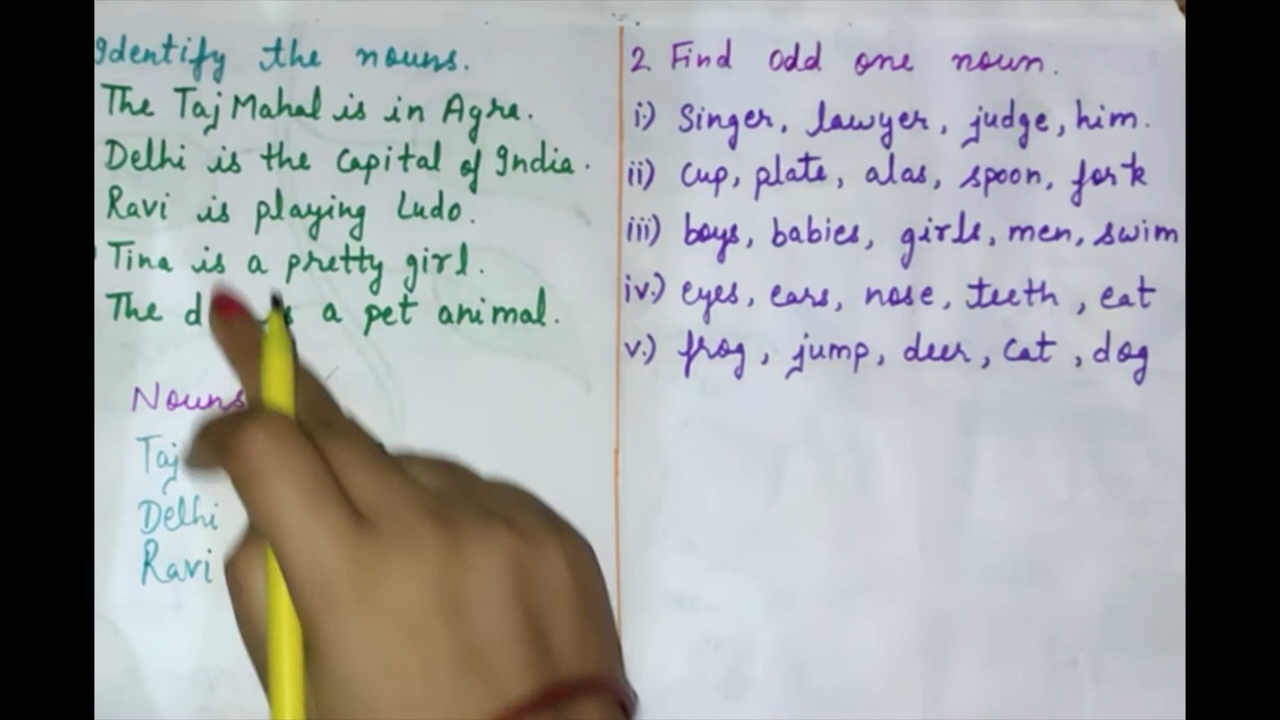 Identify the nouns.
The Taj Mahal is in Agra.
Delhi is the capital of India.
Ravi is playing Ludo.
Tina is a pretty girl.
The a pet animal.
Nouns
Taj
Delhi
Ravi
2 Find odd one noun.
i) Singer, lawyer, judge, him.
ii) cup, plate, alas, spoon, fork
iii) boys, babies, girls, men, swim
iv.) eyes, ears, nose, teeth, eat
v.) frog, jump, deer, cat, dog